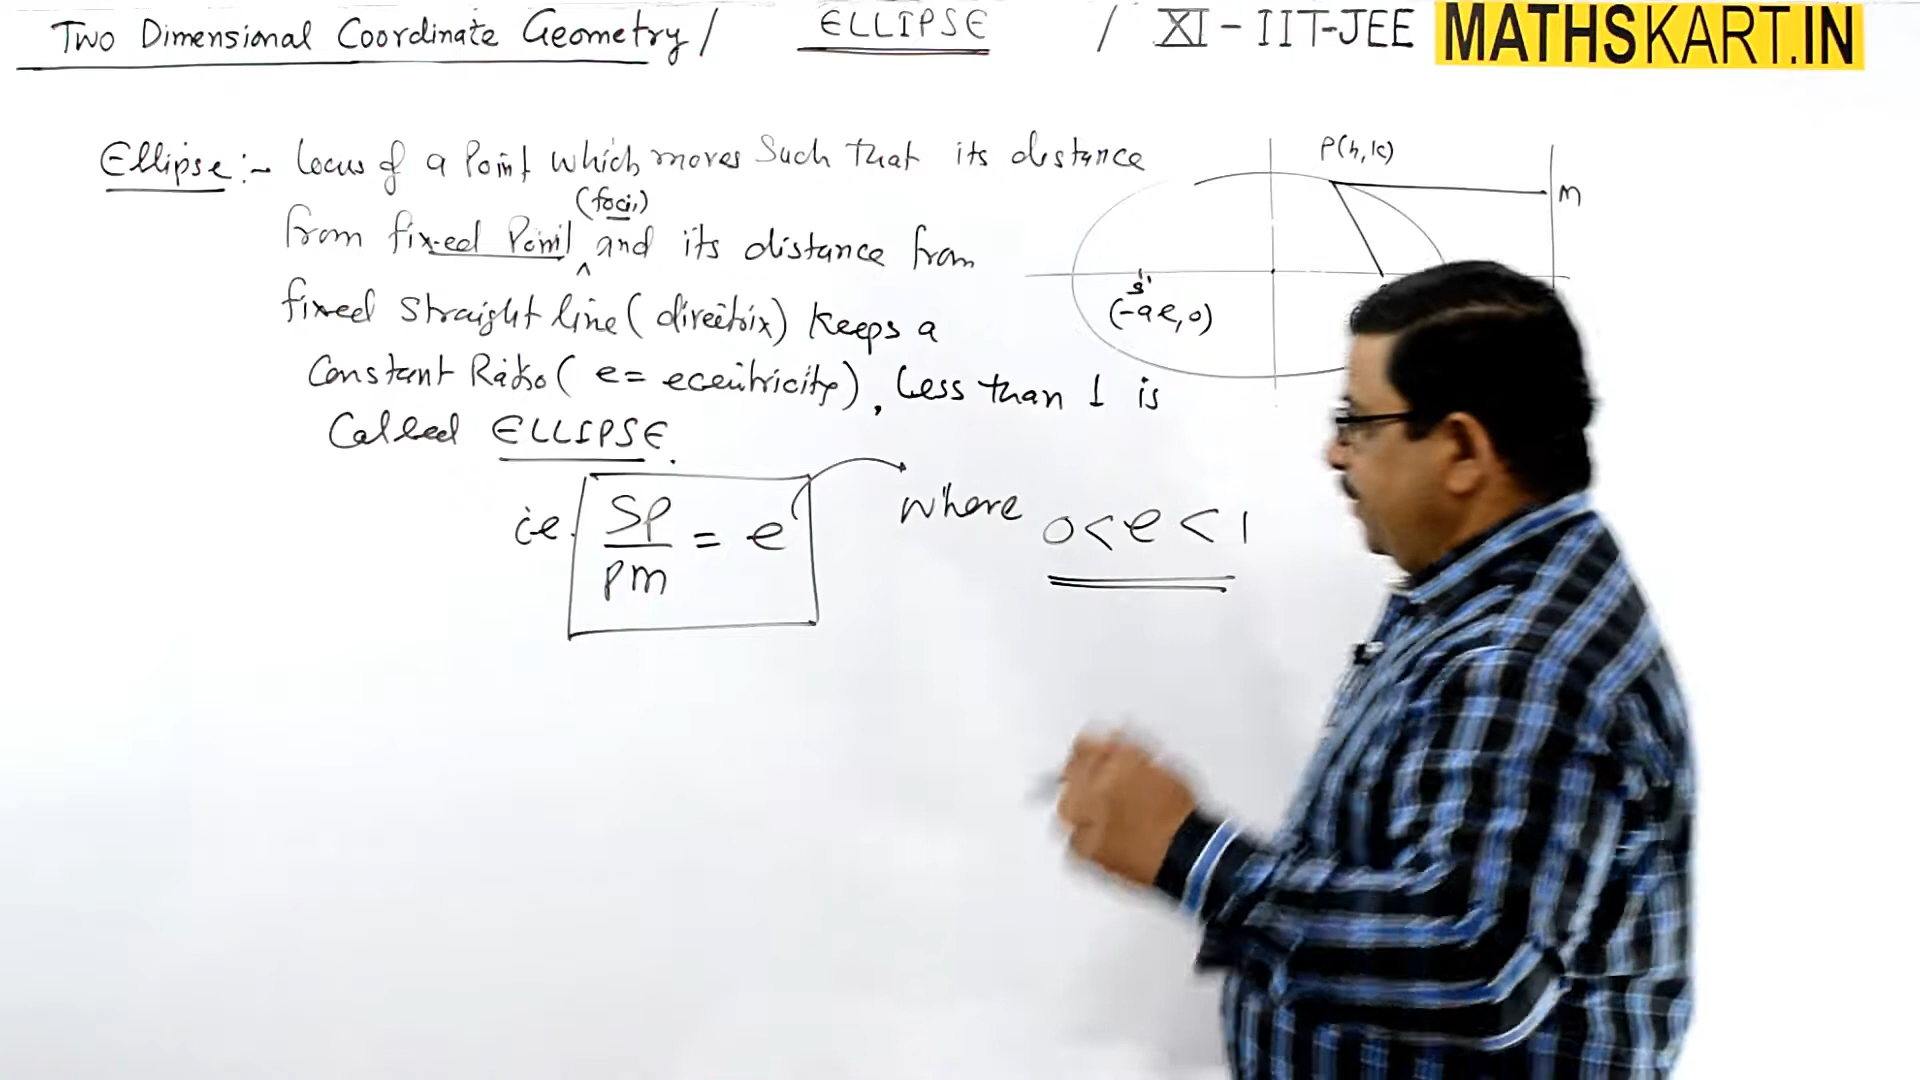 Two Dimensional Coordinate Geometry / ELLIPSE / XI - IIT-JEE MATHSKART.IN
Ellipse :- Locus of a Point which moves Such that its distance
(foci,)
from fixed Point ^ and its distance from
fixed Straight line (directrix) Keeps a
Constant Ratio ( e = eccentricity), Less than 1 is
Called ELLIPSE.
i.e. SP/PM = e where 0<e<1
P(h,k)
M
S'
(-ae,0)